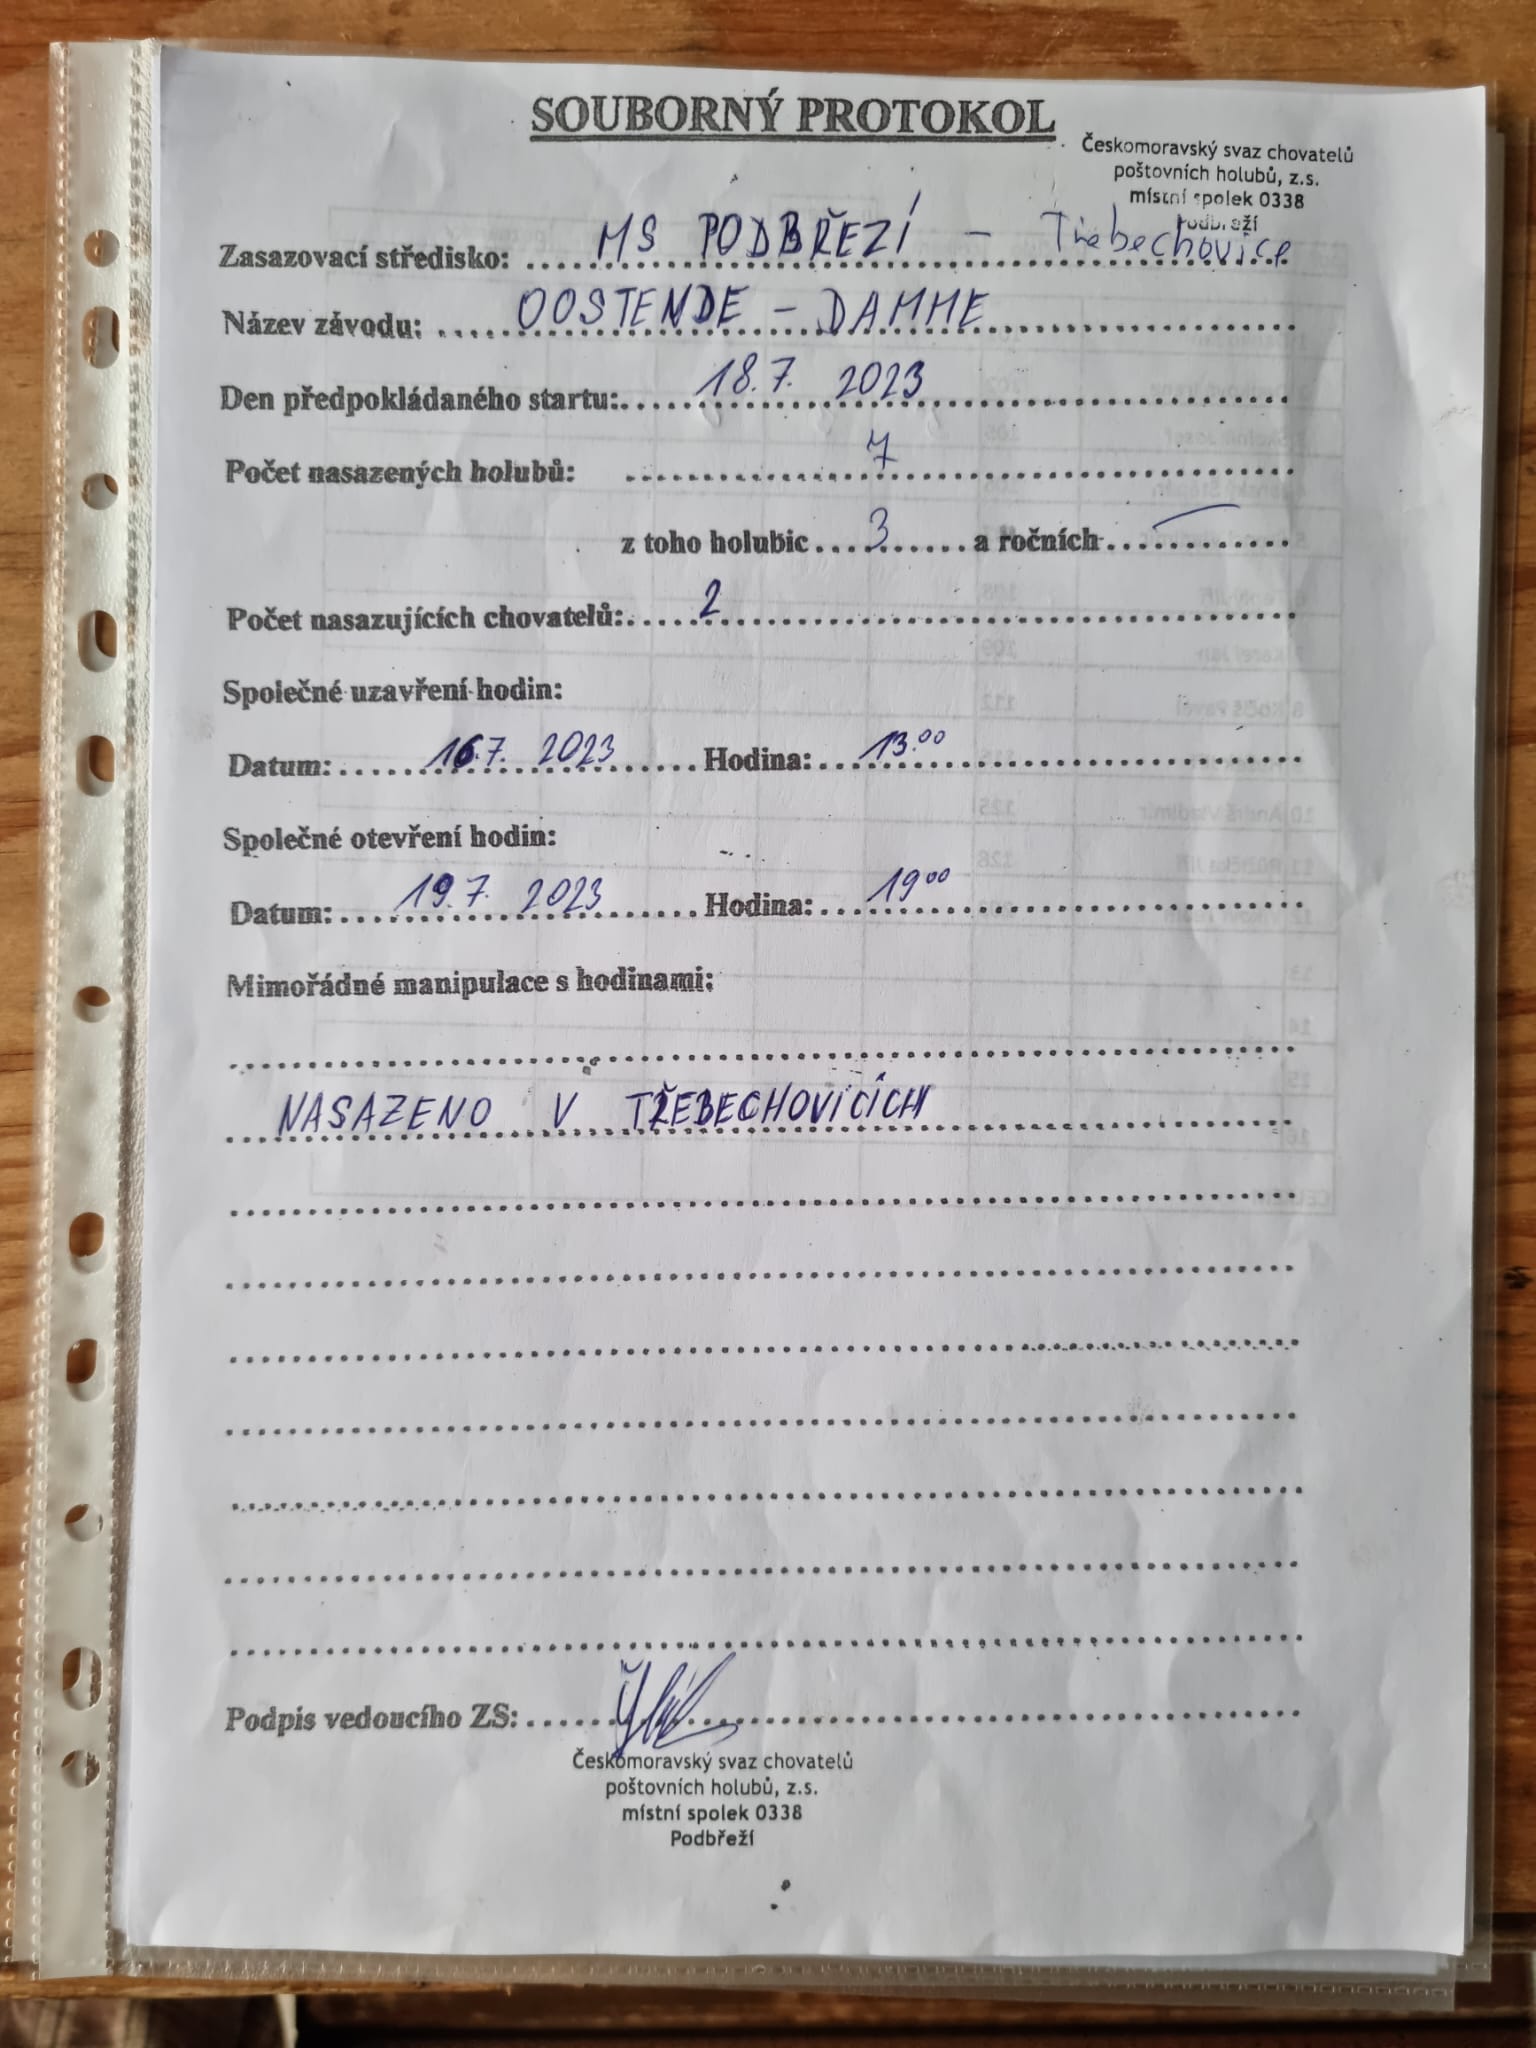 SOUBORNÝ PROTOKOL
Českomoravský svaz chovatelů
poštovních holubů, z.s.
místní spolek 0338
Podbřeží
Zasazovací středisko: MS PODBŘEZÍ - Třebechovice
Název závodu: OOSTENDE - DAMME
Den předpokládaného startu: 18.7. 2023
Počet nasazených holubů: 7
z toho holubic 3 a ročních —
Počet nasazujících chovatelů: 2
Společné uzavření hodin:
Datum: 16.7. 2023 Hodina: 13.00
Společné otevření hodin:
Datum: 19.7. 2023 Hodina: 19 00
Mimořádné manipulace s hodinami:
NASAZENO V TŘEBECHOVICÍCH
Podpis vedoucího ZS:
Českomoravský svaz chovatelů
poštovních holubů, z.s.
místní spolek 0338
Podbřeží